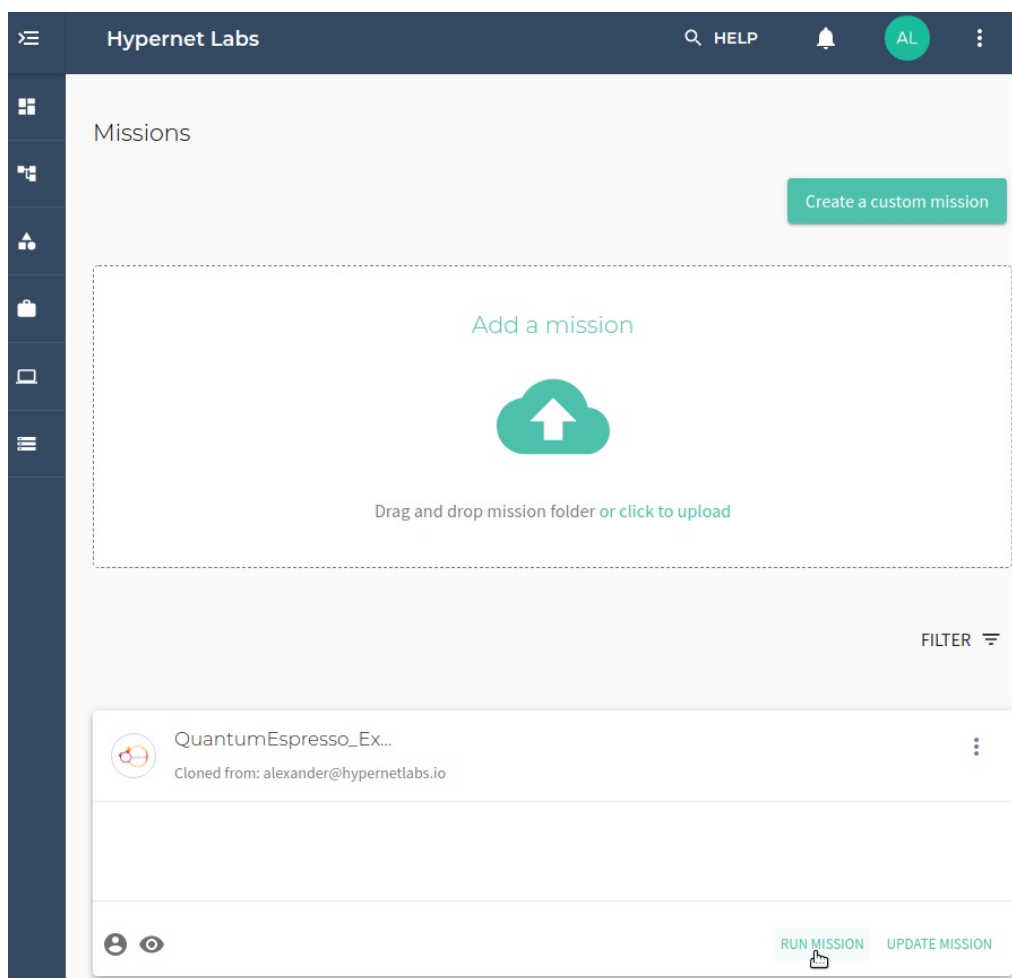 Hypernet Labs
HELP
AL
Missions
Create a custom mission
Add a mission
Drag and drop mission folder or click to upload
FILTER
QuantumEspresso_Ex...
Cloned from: alexander@hypernetlabs.io
RUN MISSION
UPDATE MISSION